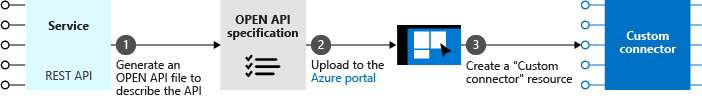 Service
REST API
1
Generate an
OPEN API file to
describe the API
OPEN API
specification
2
Upload to the
Azure portal
3
Create a "Custom
connector" resource
Custom
connector